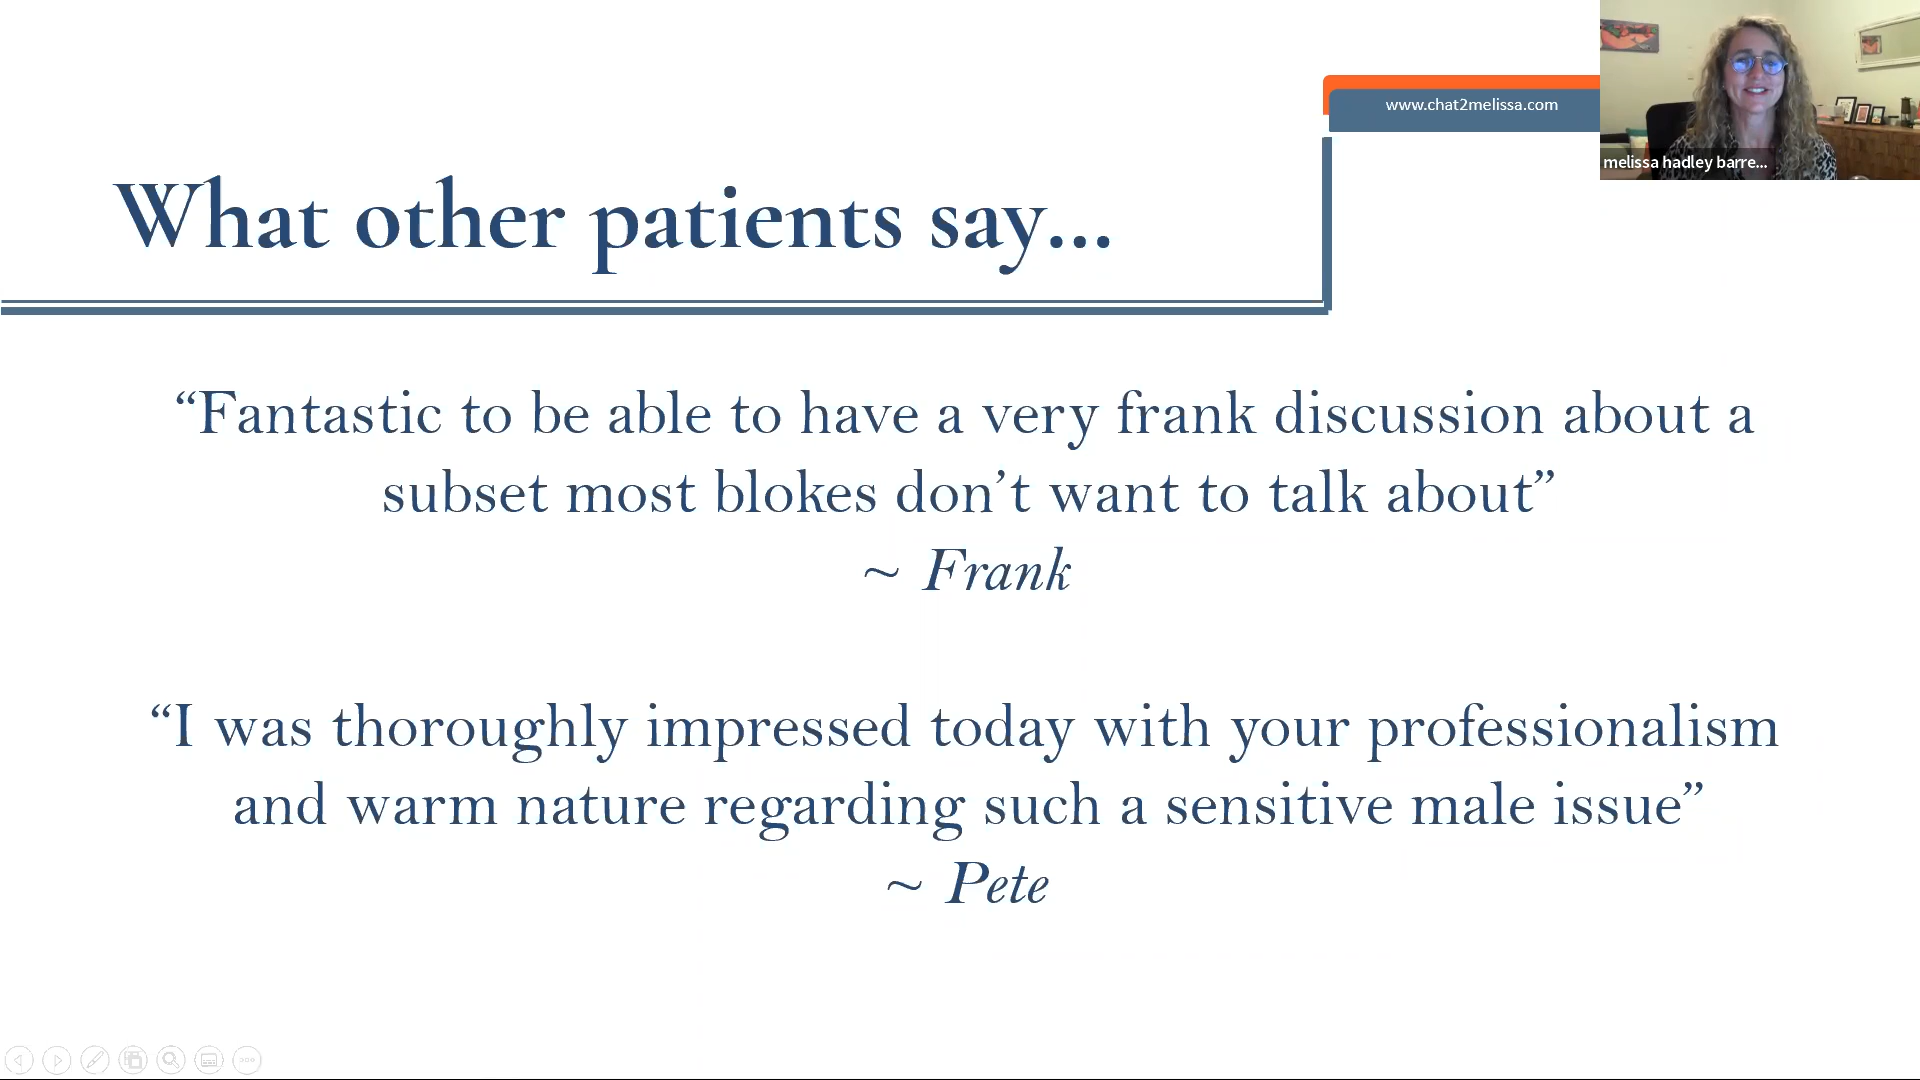 www.chat2melissa.com
melissa hadley barre...
What other patients say...
“Fantastic to be able to have a very frank discussion about a
subset most blokes don’t want to talk about”
~ Frank
“I was thoroughly impressed today with your professionalism
and warm nature regarding such a sensitive male issue”
~ Pete